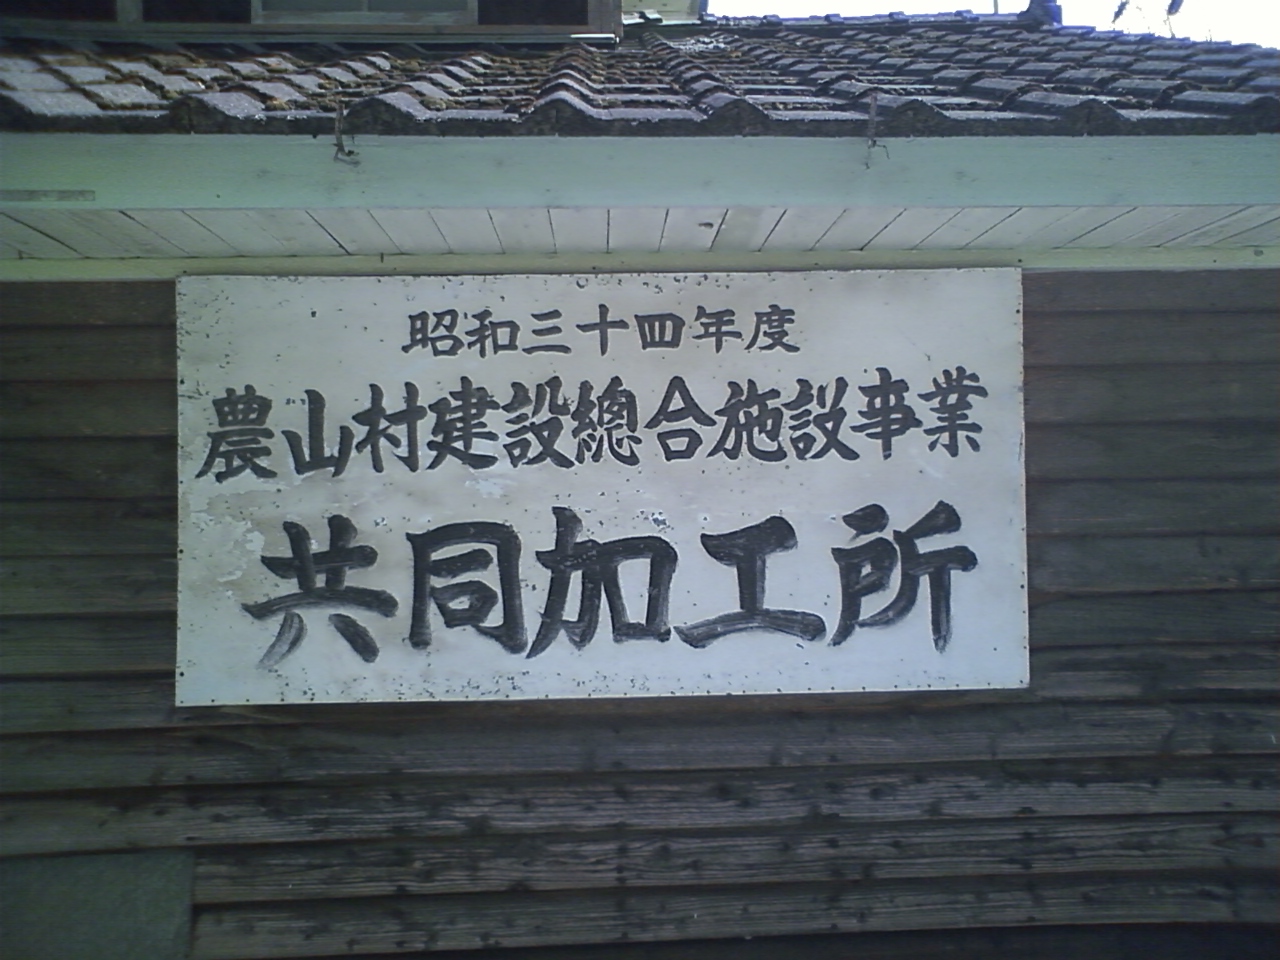 昭和三十四年度
農山村建設總合施設事業
共同加工所